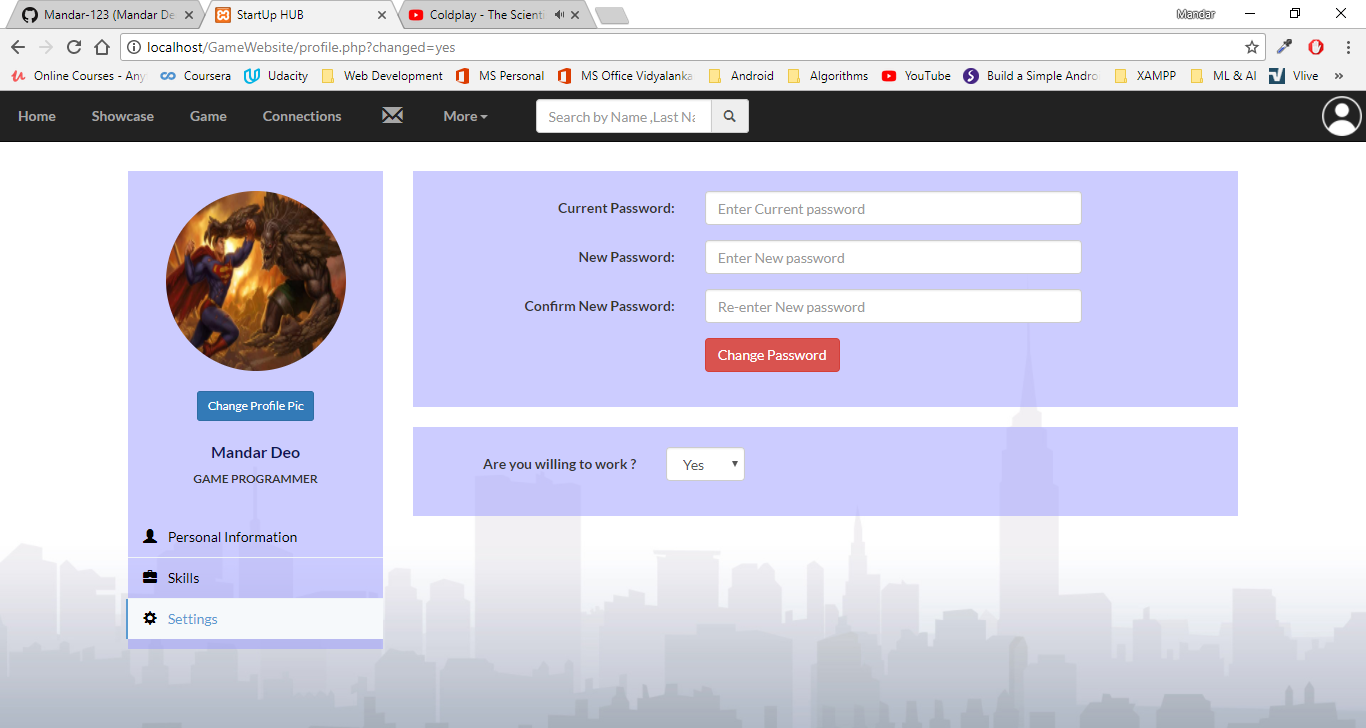 Mandar-123 (Mandar De
StartUp HUB
Coldplay - The Scienti
Mandar
localhost/GameWebsite/profile.php?changed=yes
Online Courses - Any
Coursera
Udacity
Web Development
MS Personal
MS Office Vidyalanka
Android
Algorithms
YouTube
Build a Simple Andro
XAMPP
ML & AI
Vlive
»
Home
Showcase
Game
Connections
More
Search by Name ,Last Na
Change Profile Pic
Mandar Deo
GAME PROGRAMMER
Personal Information
Skills
Settings
Current Password:
Enter Current password
New Password:
Enter New password
Confirm New Password:
Re-enter New password
Change Password
Are you willing to work ?
Yes